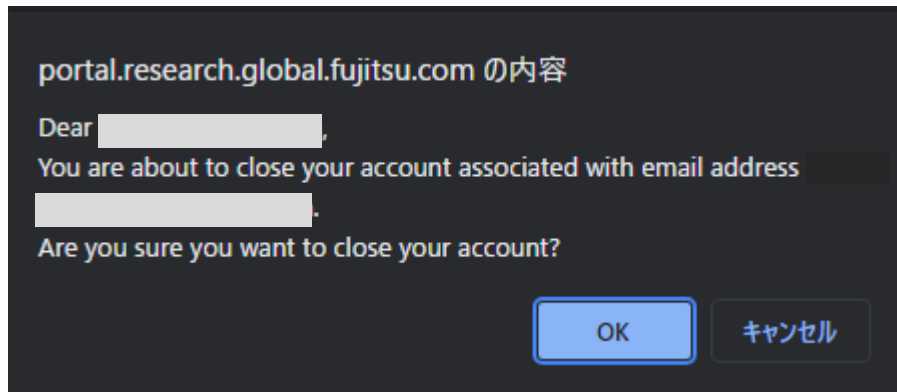 portal.research.global.fujitsu.com の内容
Dear ,
You are about to close your account associated with email address
.
Are you sure you want to close your account?
OK
キャンセル